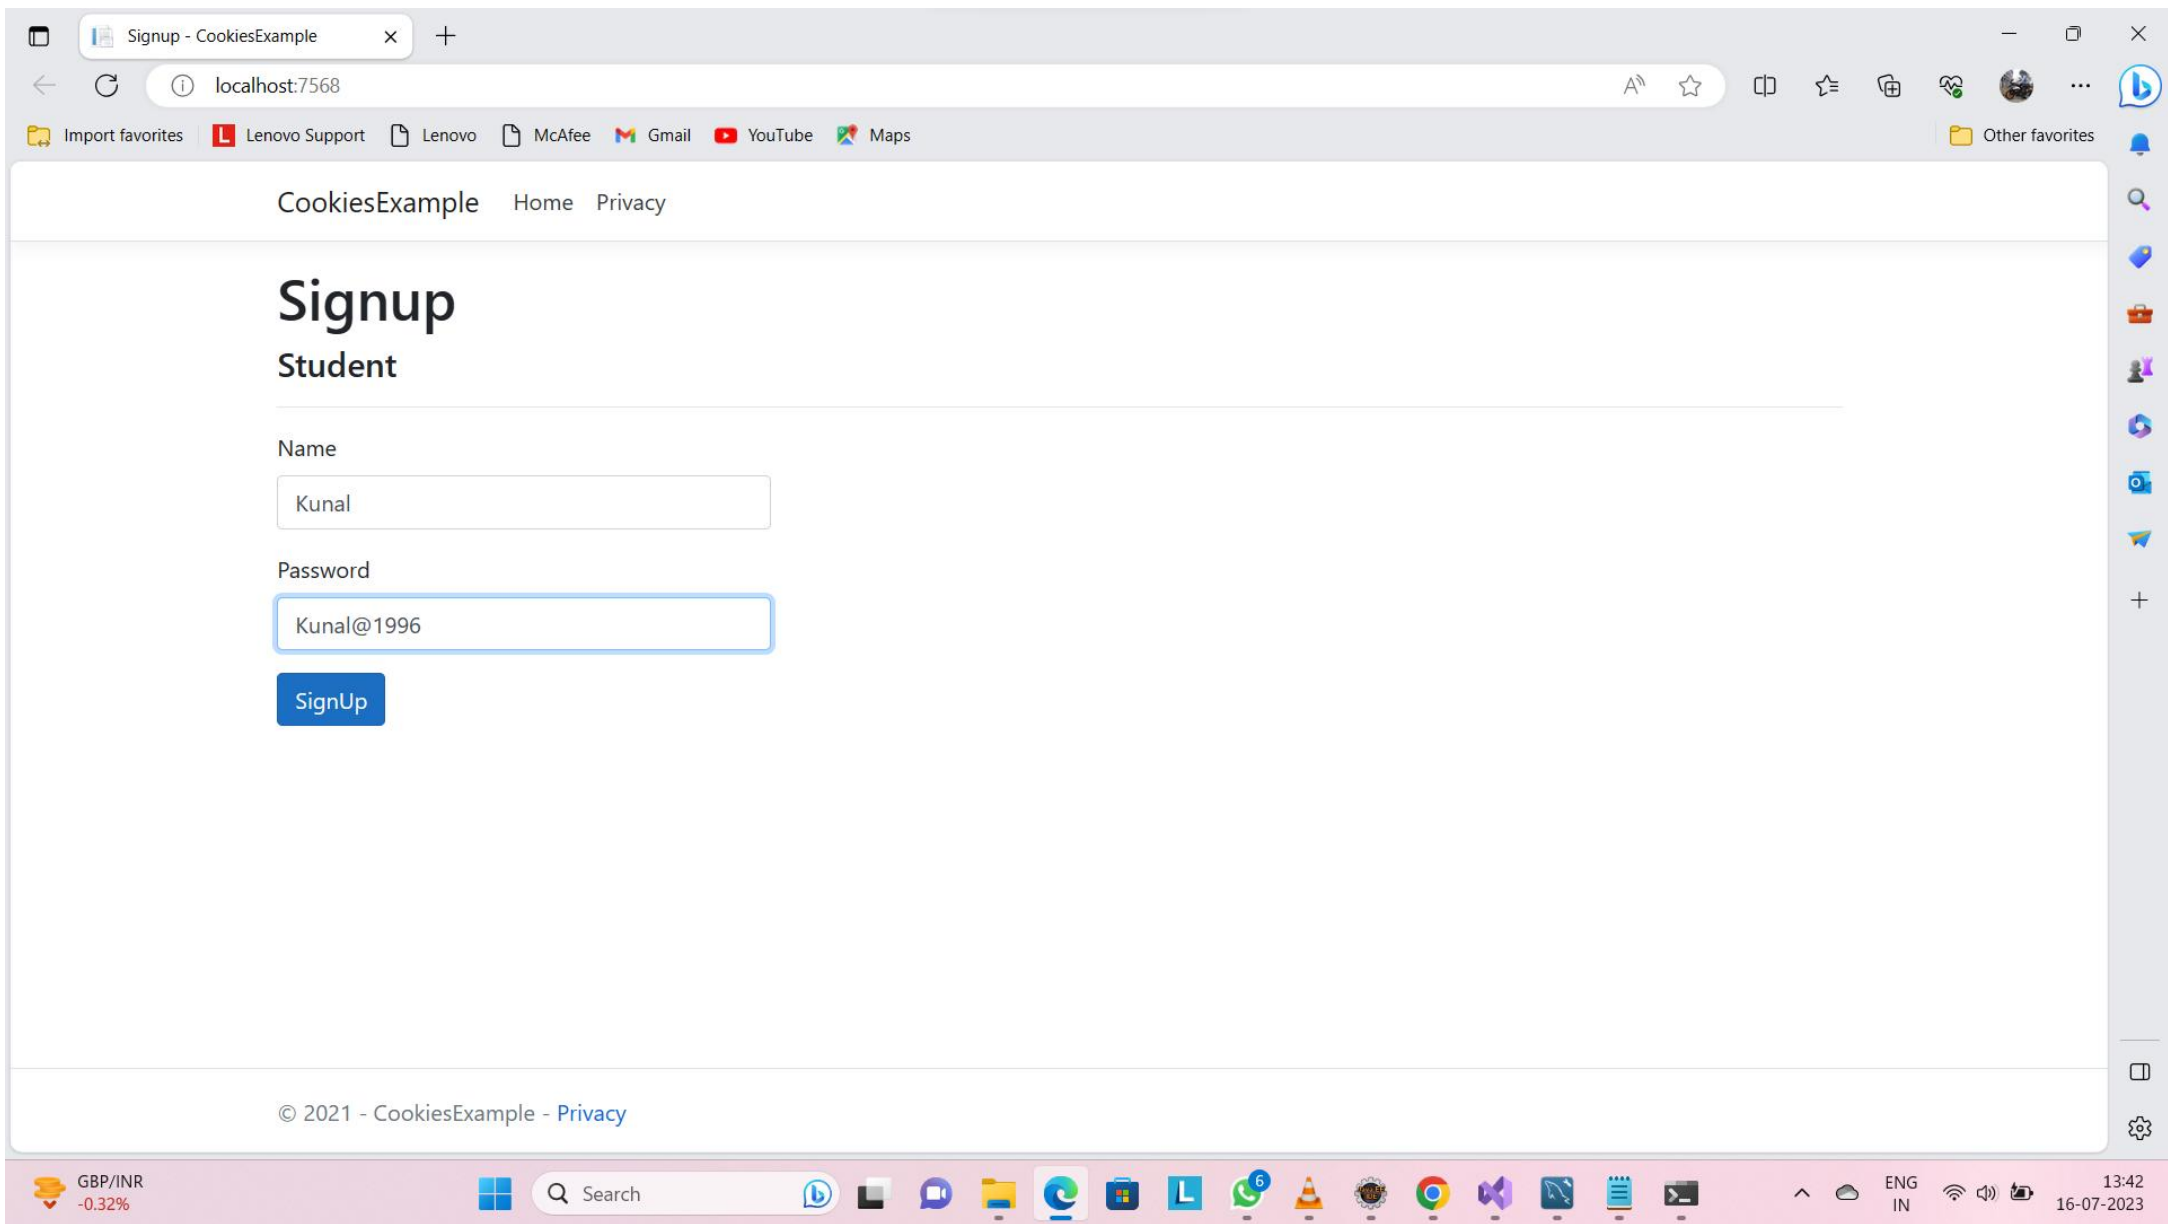 Signup - CookiesExample
localhost:7568
Import favorites
Lenovo Support
Lenovo
McAfee
Gmail
YouTube
Maps
Other favorites
CookiesExample Home Privacy
Signup
Student
Name
Kunal
Password
Kunal@1996
SignUp
© 2021 - CookiesExample - Privacy
GBP/INR
-0.32%
Search
6
ENG
IN
13:42
16-07-2023